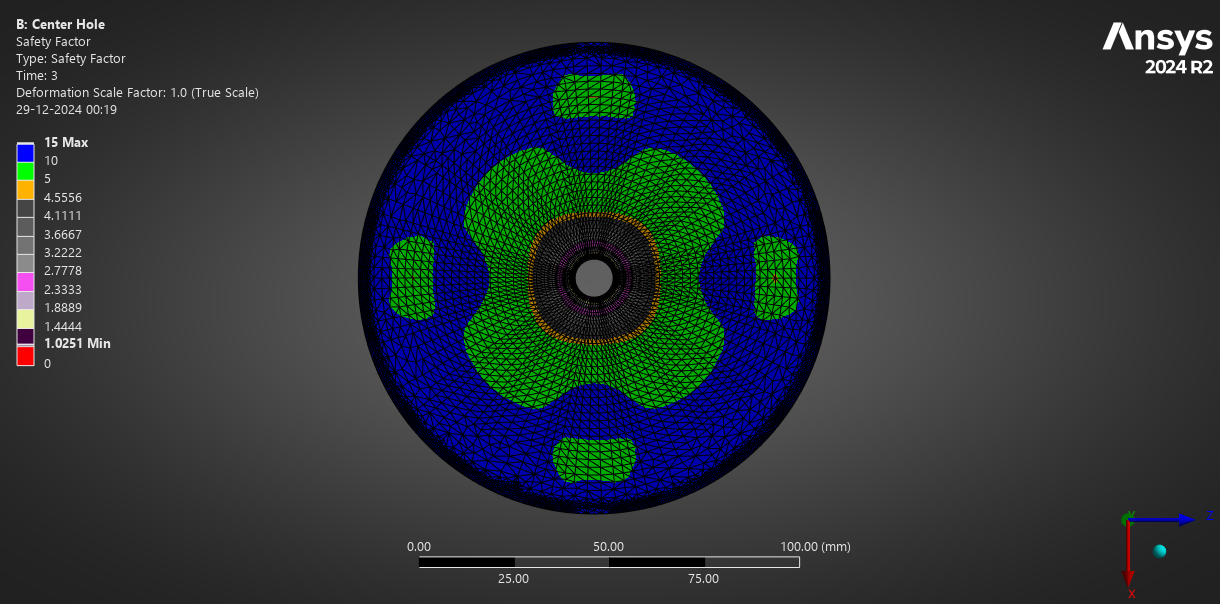 B: Center Hole
Safety Factor
Type: Safety Factor
Time: 3
Deformation Scale Factor: 1.0 (True Scale)
29-12-2024 00:19
Ansys
2024 R2
15 Max
10
5
4.5556
4.1111
3.6667
3.2222
2.7778
2.3333
1.8889
1.4444
1.0251 Min
0
0.00 50.00 100.00 (mm)
25.00 75.00
Y Z
X